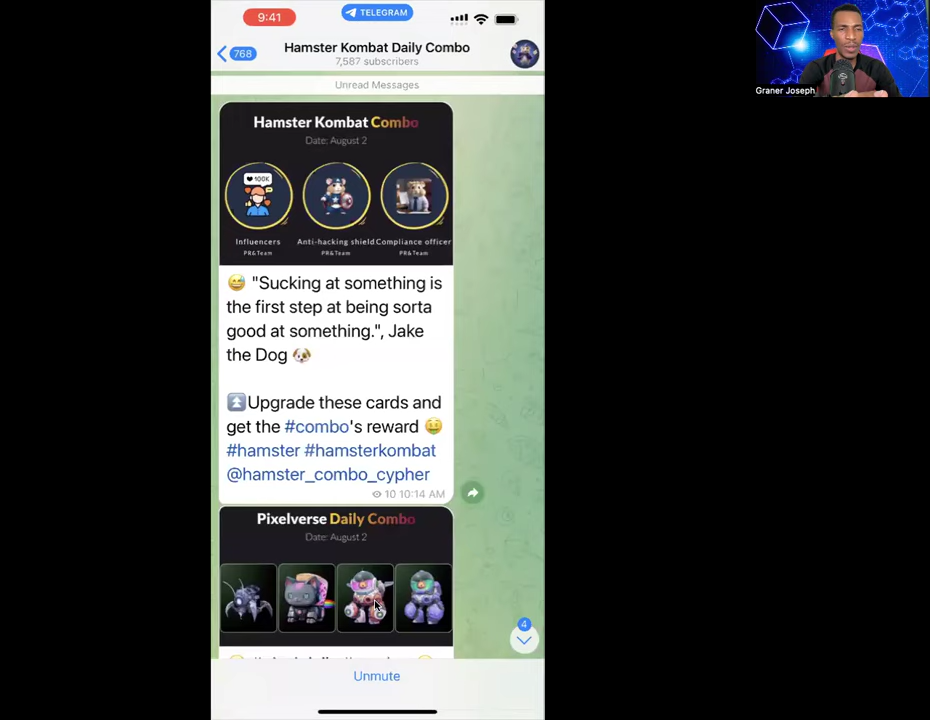 9:41
TELEGRAM
768
Hamster Kombat Daily Combo
7,587 subscribers
Graner Joseph
Unread Messages
Hamster Kombat Combo
Date: August 2
100K
Influencers
PR&Team
Anti-hacking shield
PR&Team
Compliance officer
PR&Team
😅 "Sucking at something is
the first step at being sorta
good at something.", Jake
the Dog 🐶
⏫Upgrade these cards and
get the #combo's reward 🤑
#hamster #hamsterkombat
@hamster_combo_cypher
10 10:14 AM
Pixelverse Daily Combo
Date: August 2
4
Unmute